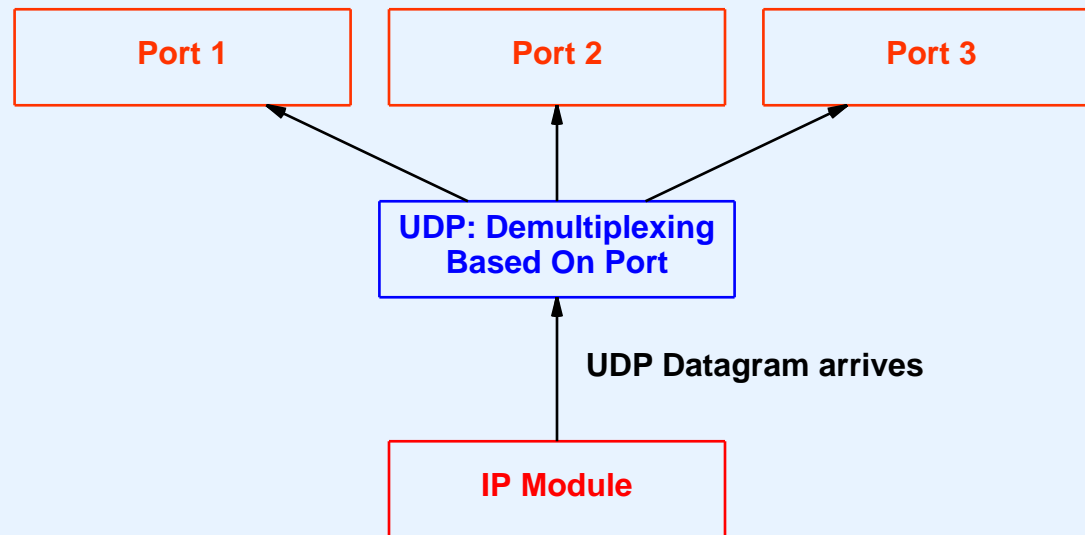 Port 1
Port 2
Port 3
UDP: Demultiplexing
Based On Port
UDP Datagram arrives
IP Module